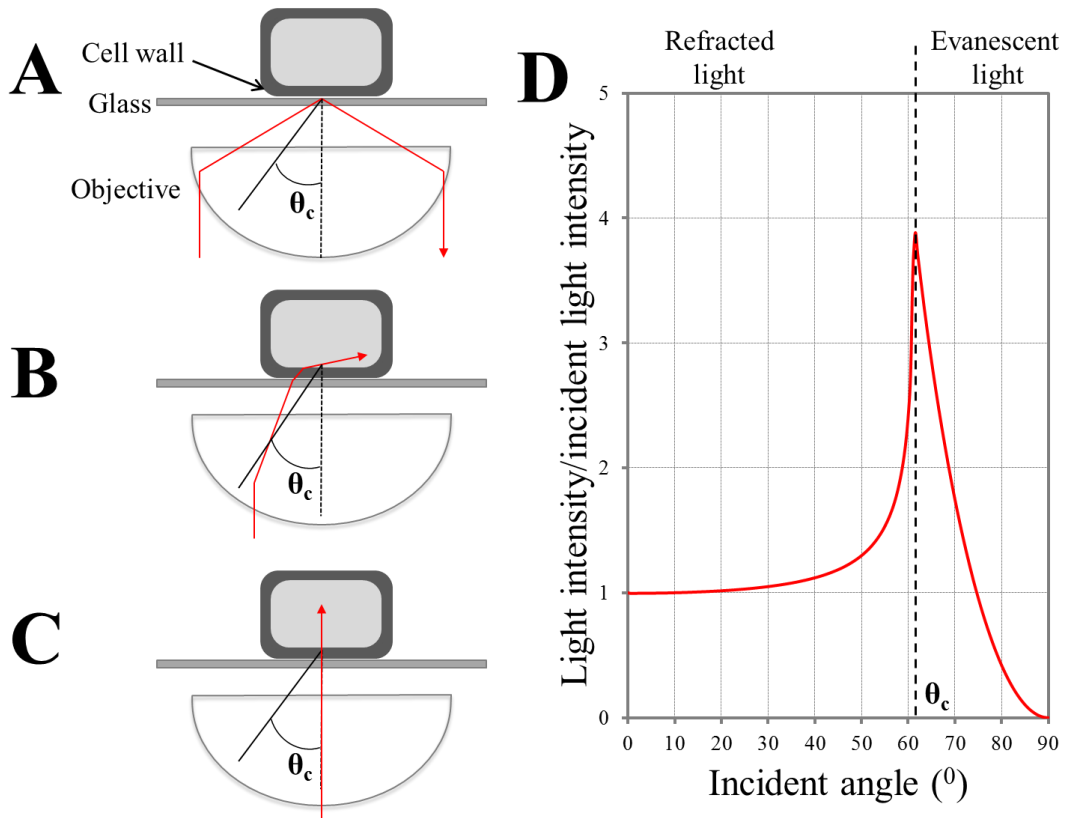 A
Cell wall
Glass
Objective
θc
B
θc
C
θc
D
Refracted
light
Evanescent
light
Light intensity/incident light intensity
5
4
3
2
1
0
θc
0 10 20 30 40 50 60 70 80 90
Incident angle (⁰)